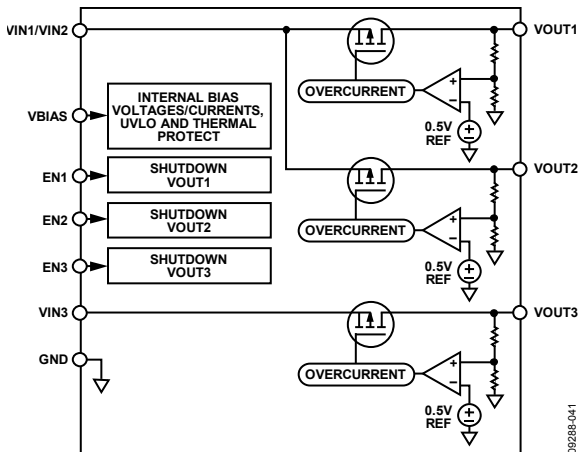 VIN1/VIN2
VOUT1
OVERCURRENT
+
−
0.5V
REF
VBIAS
INTERNAL BIAS
VOLTAGES/CURRENTS,
UVLO AND THERMAL
PROTECT
EN1
SHUTDOWN
VOUT1
EN2
SHUTDOWN
VOUT2
EN3
SHUTDOWN
VOUT3
VOUT2
OVERCURRENT
+
−
0.5V
REF
VIN3
VOUT3
GND
OVERCURRENT
+
−
0.5V
REF
09288-041